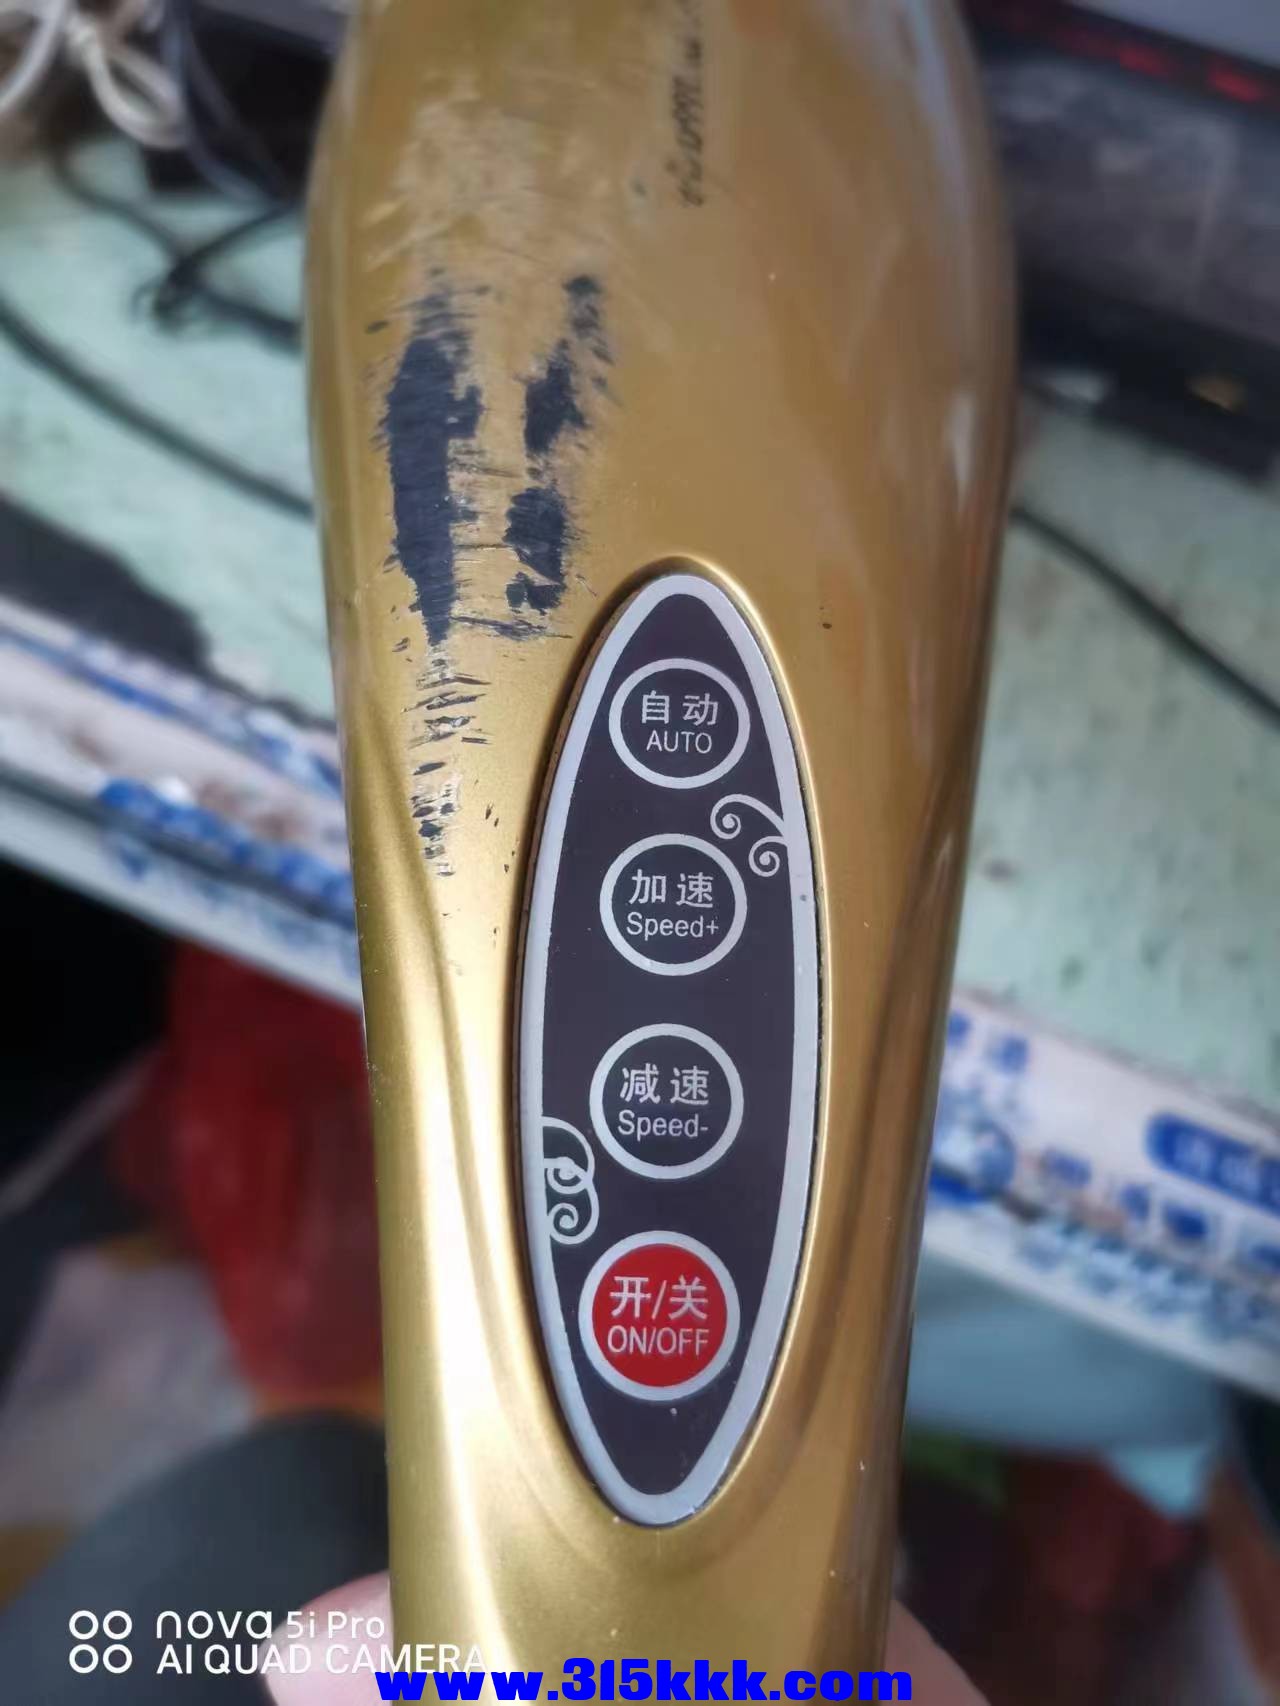 自动
AUTO
加速
Speed+
减速
Speed-
开/关
ON/OFF
nova 5i Pro
AI QUAD CAMERA
www.315kkk.com